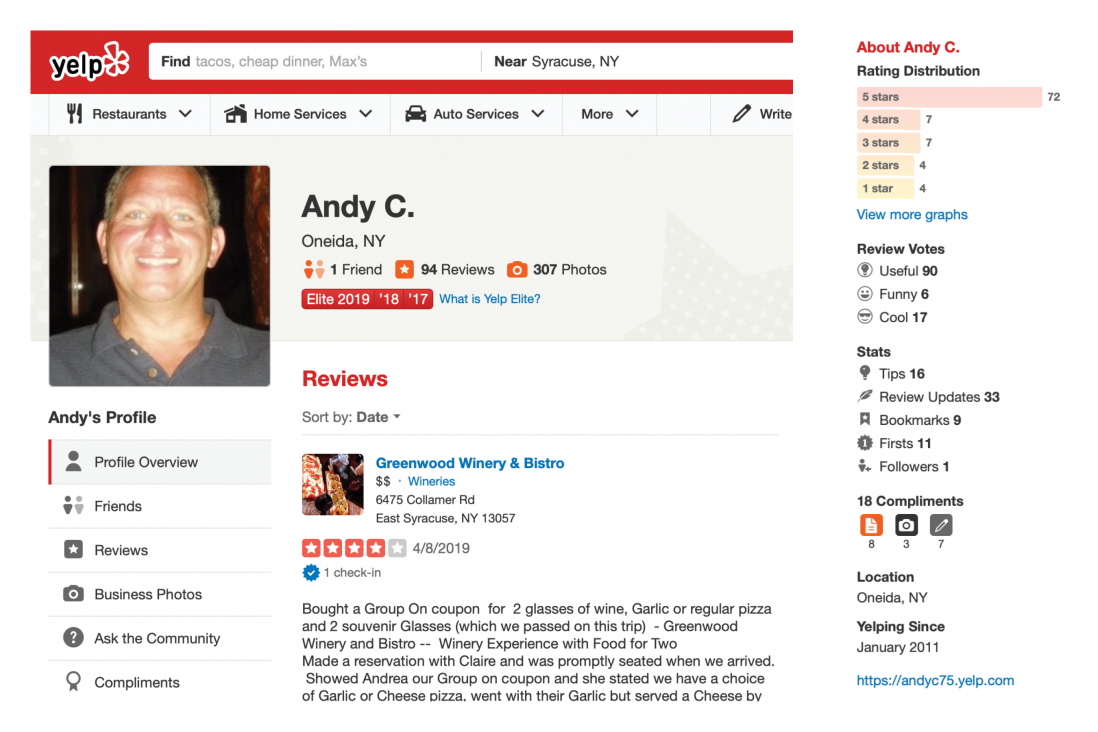 yelp
Find tacos, cheap dinner, Max's
Near Syracuse, NY
Restaurants
Home Services
Auto Services
More
Write
Andy C.
Oneida, NY
1 Friend 94 Reviews 307 Photos
Elite 2019 '18 '17 What is Yelp Elite?
Andy's Profile
Profile Overview
Friends
Reviews
Business Photos
Ask the Community
Compliments
Reviews
Sort by: Date
Greenwood Winery & Bistro
$$ · Wineries
6475 Collamer Rd
East Syracuse, NY 13057
4/8/2019
1 check-in
Bought a Group On coupon for 2 glasses of wine, Garlic or regular pizza
and 2 souvenir Glasses (which we passed on this trip) - Greenwood
Winery and Bistro -- Winery Experience with Food for Two
Made a reservation with Claire and was promptly seated when we arrived.
Showed Andrea our Group on coupon and she stated we have a choice
of Garlic or Cheese pizza, went with their Garlic but served a Cheese by
About Andy C.
Rating Distribution
5 stars 72
4 stars 7
3 stars 7
2 stars 4
1 star 4
View more graphs
Review Votes
Useful 90
Funny 6
Cool 17
Stats
Tips 16
Review Updates 33
Bookmarks 9
Firsts 11
Followers 1
18 Compliments
8 3 7
Location
Oneida, NY
Yelping Since
January 2011
https://andyc75.yelp.com